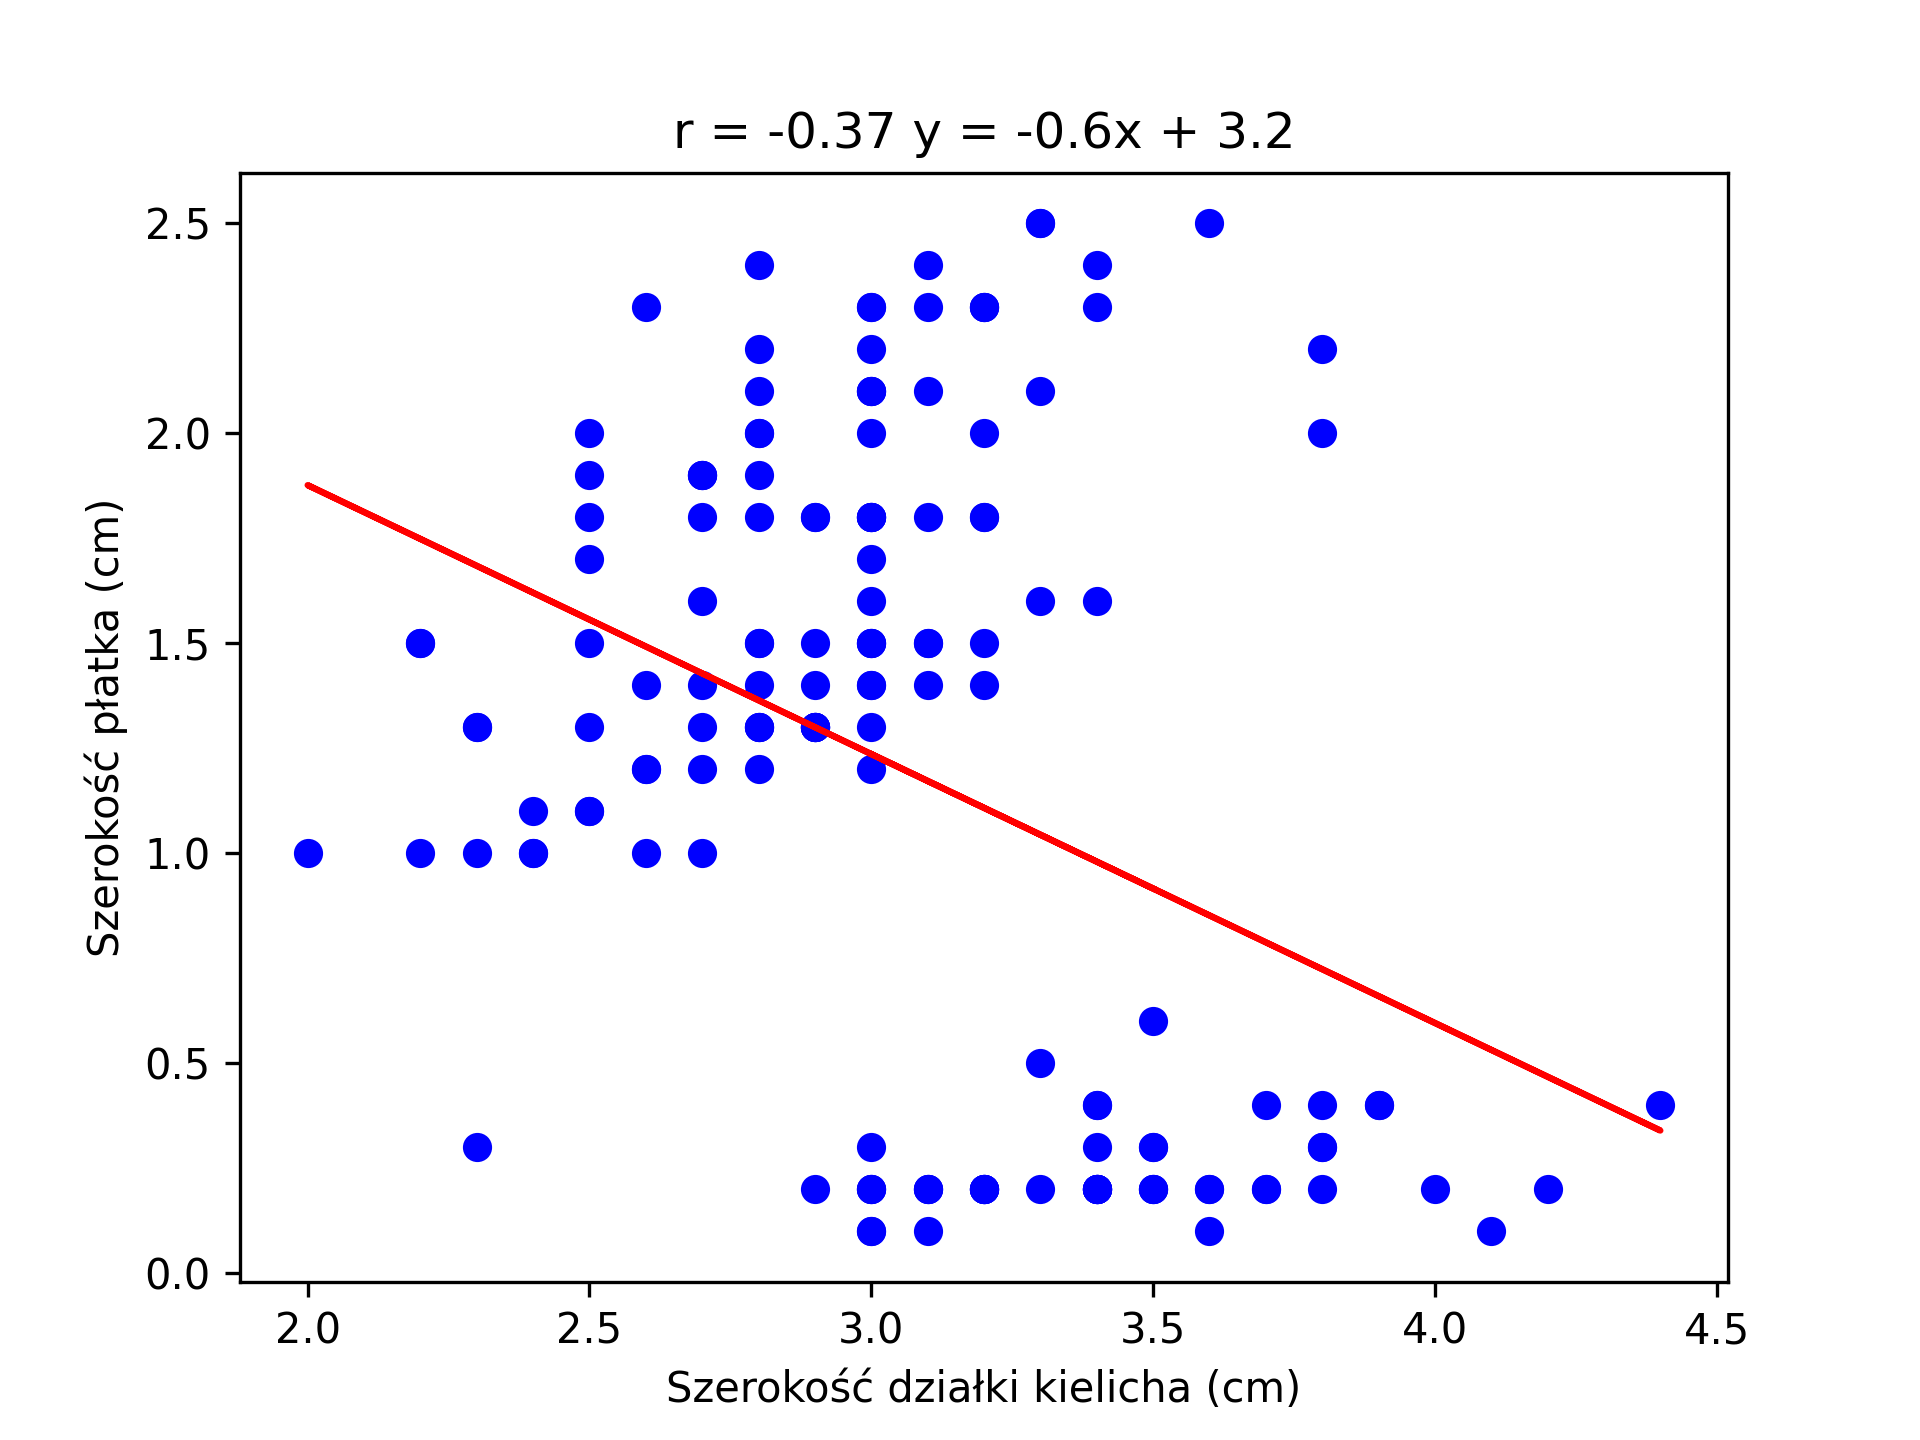 r = -0.37 y = -0.6x + 3.2
Szerokość płatka (cm)
2.5
2.0
1.5
1.0
0.5
0.0
2.0 2.5 3.0 3.5 4.0 4.5
Szerokość działki kielicha (cm)